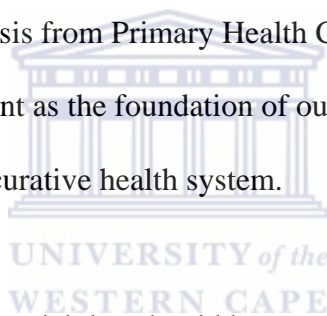 sis from Primary Health C
nt as the foundation of ou
curative health system.
UNIVERSITY of the
WESTERN CAPE